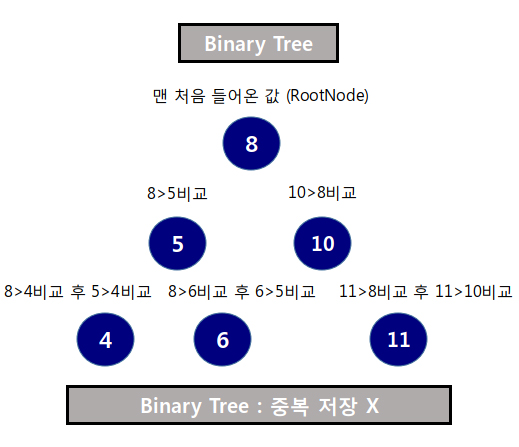 Binary Tree
맨 처음 들어온 값 (RootNode)
8
8>5비교 10>8비교
5 10
8>4비교 후 5>4비교 8>6비교 후 6>5비교 11>8비교 후 11>10비교
4 6 11
Binary Tree : 중복 저장 X